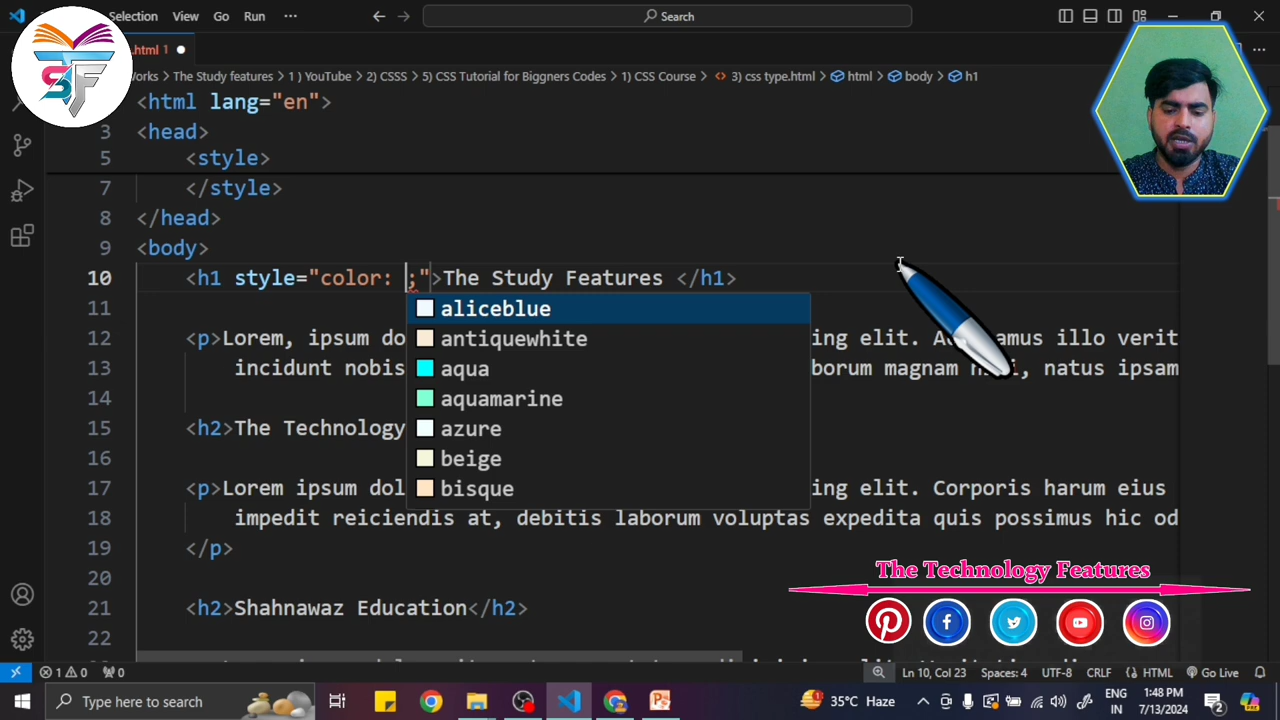 Selection View Go Run ··· Search
.html 1
Works > The Study features > 1 ) YouTube > 2) CSSS > 5) CSS Tutorial for Biggners Codes > 1) CSS Course > 3) css type.html > html > body > h1
<html lang="en">
3 <head>
5 <style>
7 </style>
8 </head>
9 <body>
10 <h1 style="color: ;">The Study Features </h1>
11 aliceblue
antiquewhite
12 <p>Lorem, ipsum do
13 incidunt nobis aqua borum magnam
, natus ipsam
14 aquamarine
15 <h2>The Technology azure
16 beige
17 <p>Lorem ipsum dol bisque ing elit. Corporis harum eius
18 impedit reiciendis at, debitis laborum voluptas expedita quis possimus hic od
19 </p>
20
The Technology Features
21 <h2>Shahnawaz Education</h2>
22
1 0 0 Ln 10, Col 23 Spaces: 4 UTF-8 CRLF HTML Go Live
Type here to search 35°C Haze ENG IN 1:48 PM 7/13/2024 2
SFT